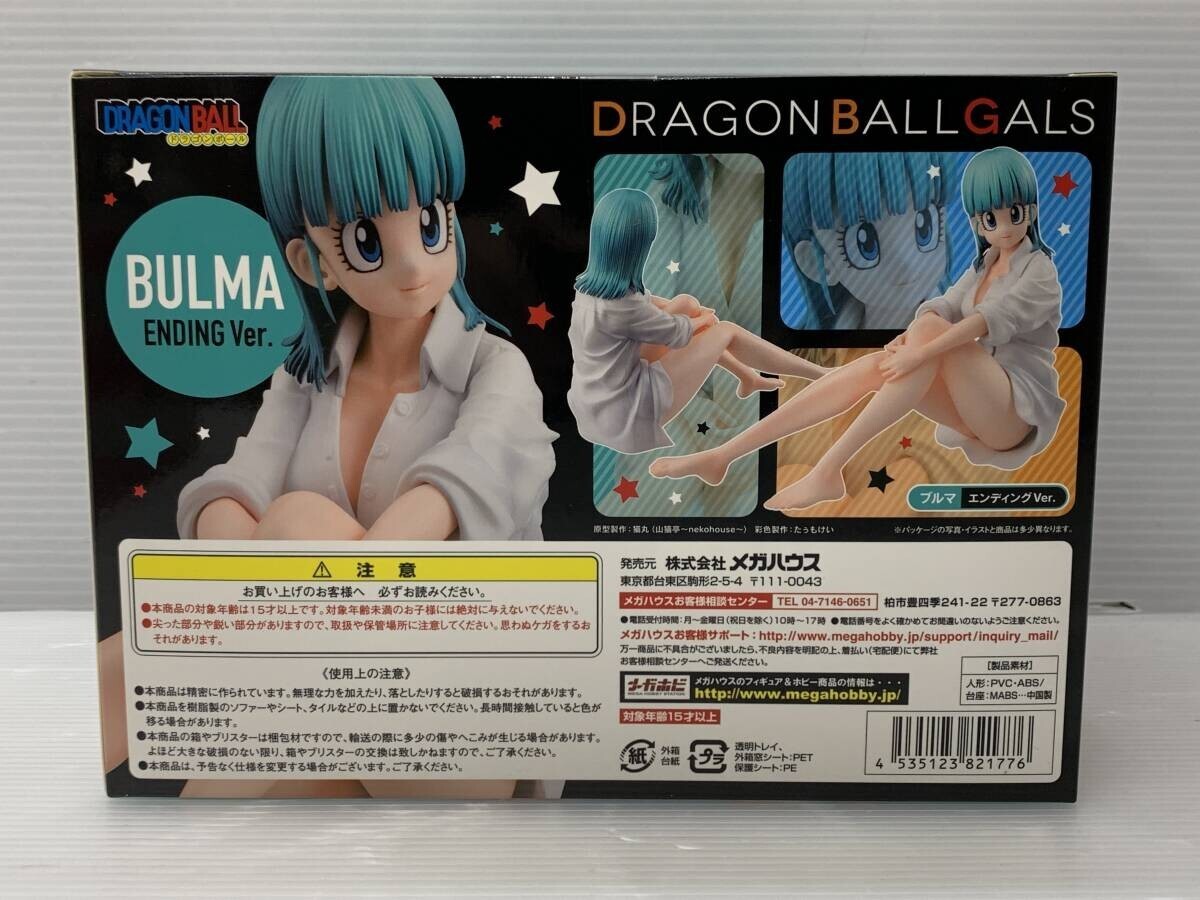 DRAGON BALL
ドラゴンボール
DRAGON BALL GALS
BULMA
ENDING Ver.
ブルマ エンディングVer.
原型製作：猫丸（山猫亭〜nekohouse〜） 彩色製作：たぅもけい
※パッケージの写真・イラストと商品は多少異なります。
⚠ 注 意
お買い上げのお客様へ 必ずお読みください。
●本商品の対象年齢は15才以上です。対象年齢未満のお子様には絶対に与えないでください。
●尖った部分や鋭い部分がありますので、取扱や保管場所に注意してください。思わぬケガをするお
それがあります。
《使用上の注意》
●本商品は精密に作られています。無理な力を加えたり、落としたりすると破損するおそれがあります。
●本商品を樹脂製のソファーやシート、タイルなどの上に置かないでください。長時間接触していると色が
移る場合があります。
●本商品の箱やブリスターは梱包材ですので、輸送の際に多少の傷やへこみが生じる場合があります。
よほど大きな破損のない限り、箱やブリスターの交換は致しかねますので、ご了承ください。
●本商品は、予告なく仕様を変更する場合がございます。ご了承ください。
発売元 株式会社メガハウス
東京都台東区駒形2-5-4 〒111-0043
メガハウスお客様相談センター TEL 04-7146-0651 柏市豊四季241-22 〒277-0863
●電話受付時間：月〜金曜日（祝日を除く）10時〜17時 ●電話番号をよく確かめてお間違いのないようご注意ください。
メガハウスお客様サポート：http://www.megahobby.jp/support/inquiry_mail/
万一商品に不具合がございましたら、不良内容を明記の上、着払い（宅配便）にて弊社
お客様相談センターへご発送ください。
メガホビ
MEGA HOBBY STATION
メガハウスのフィギュア＆ホビー商品の情報は・・・
http://www.megahobby.jp/
［製品素材］
人形：PVC・ABS/
台座：MABS…中国製
対象年齢15才以上
紙 外箱
台紙
プラ 透明トレイ、
外箱窓シート：PET
保護シート：PE
4 535123 821776